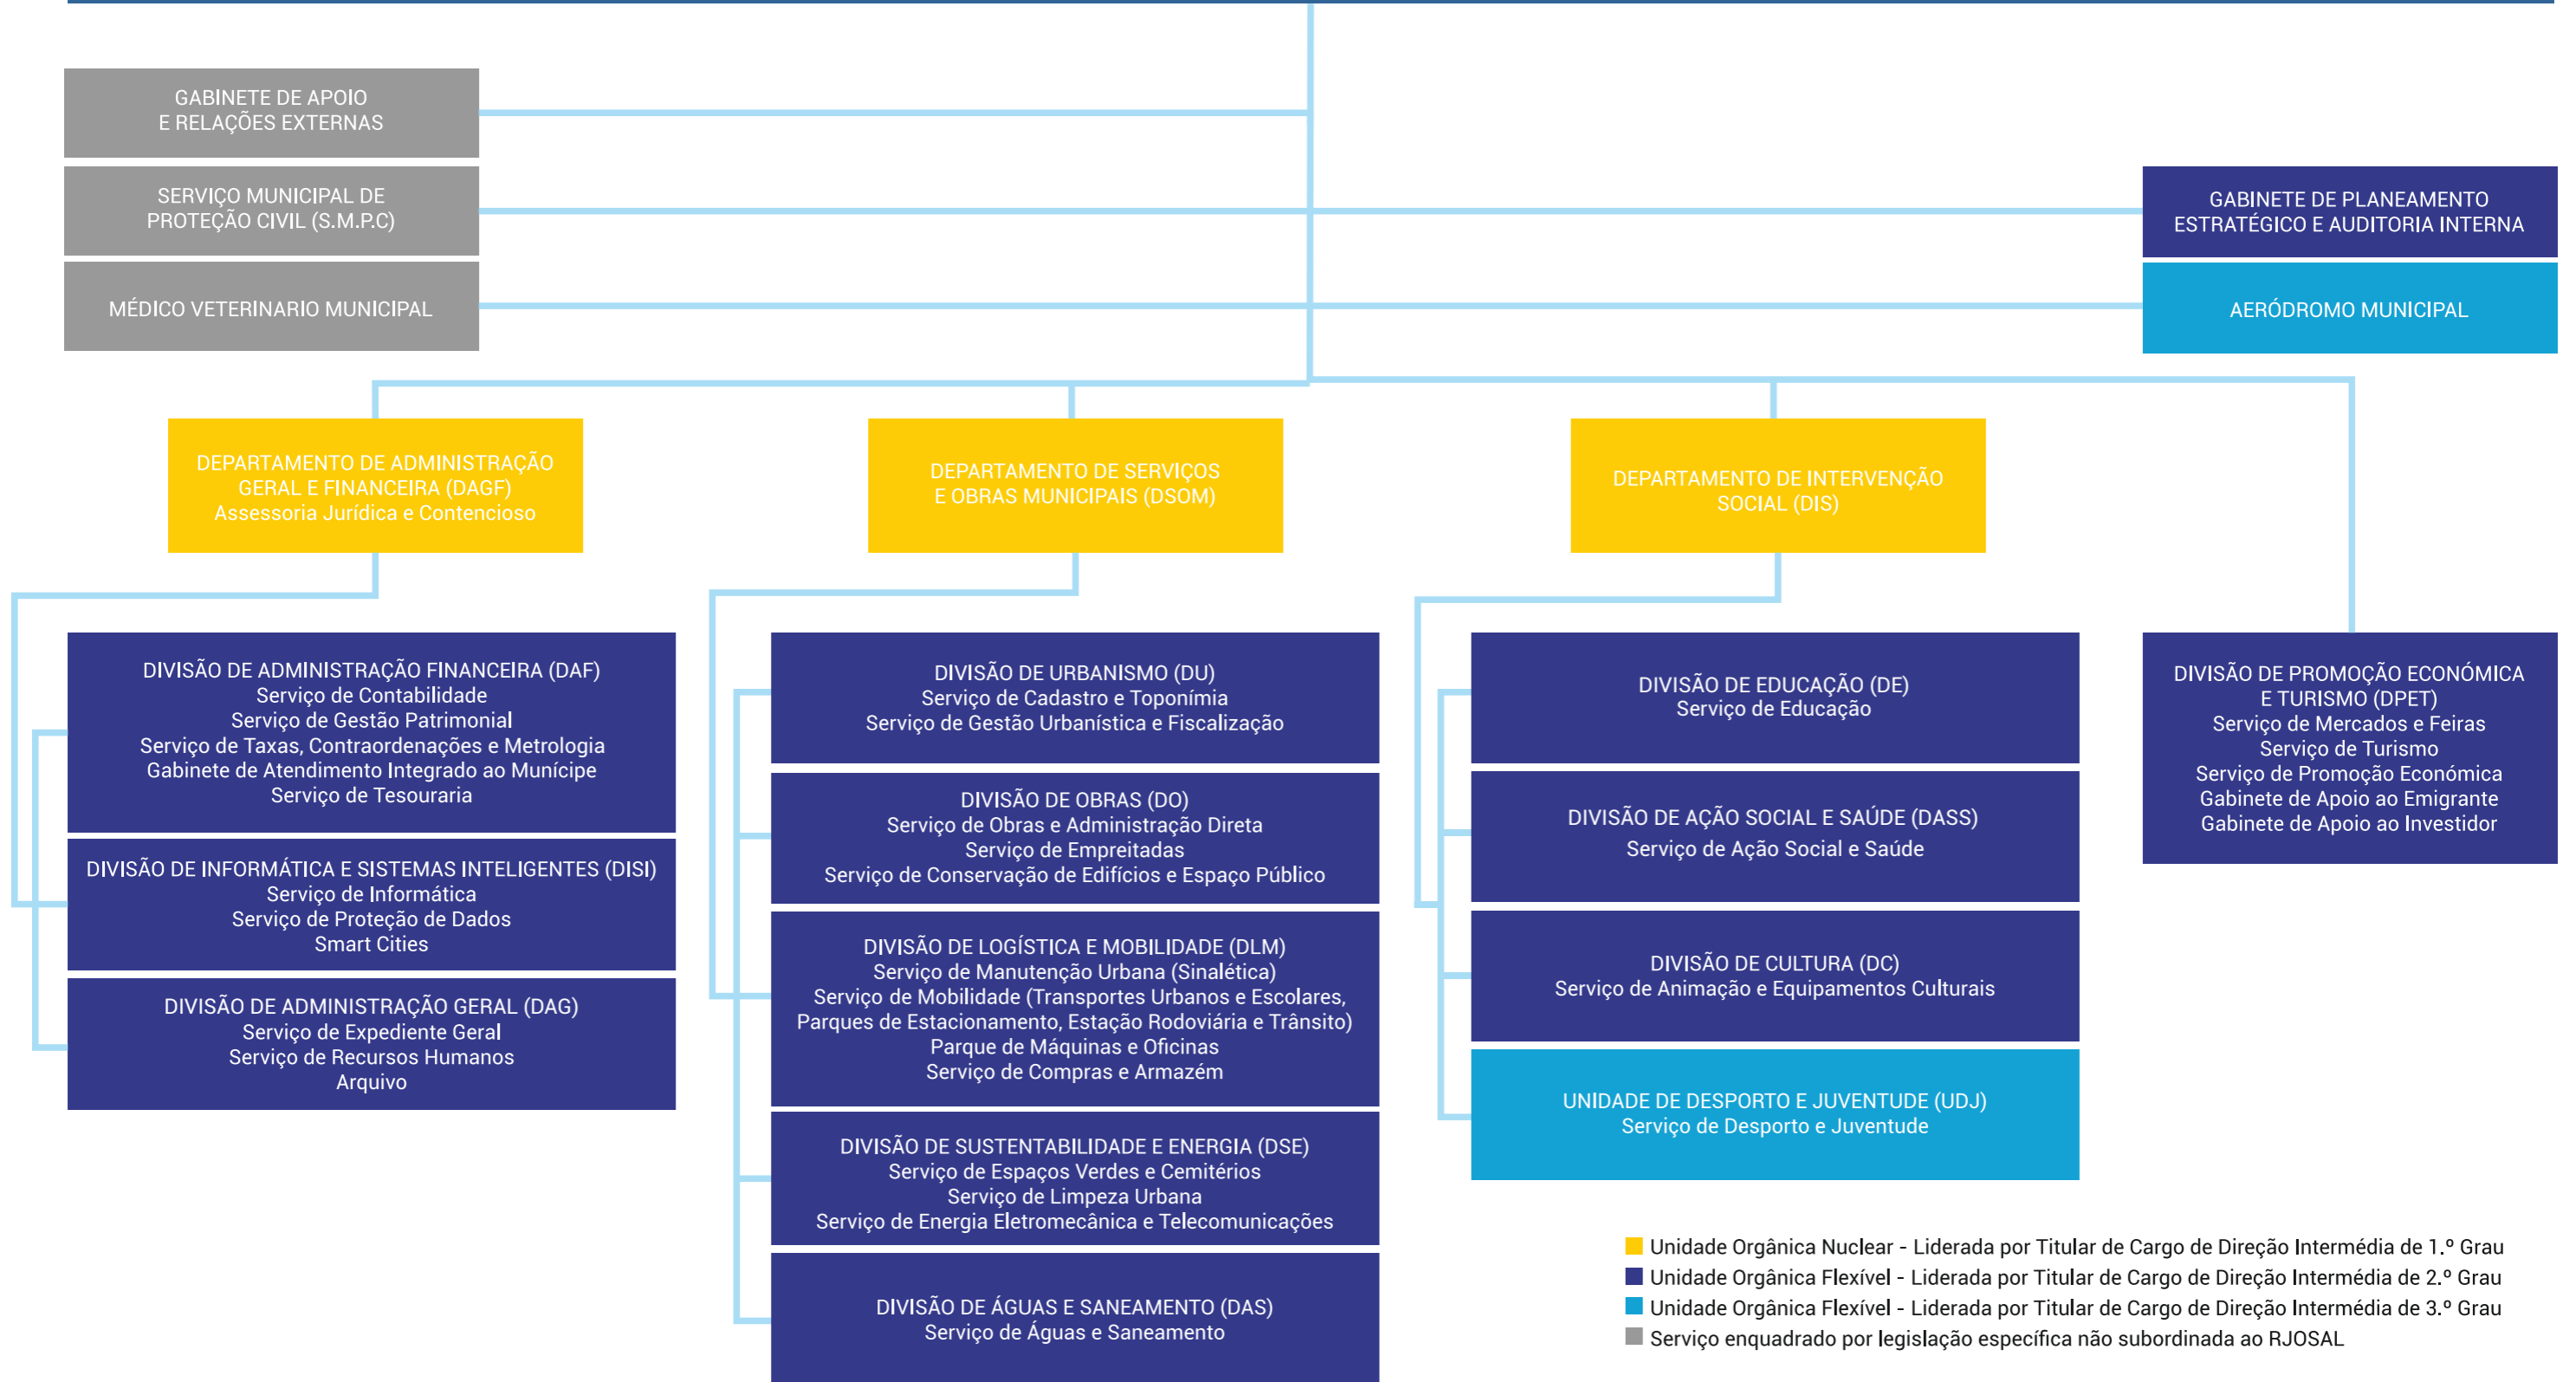 GABINETE DE APOIO
E RELAÇÕES EXTERNAS
SERVIÇO MUNICIPAL DE
PROTEÇÃO CIVIL (S.M.P.C)
GABINETE DE PLANEAMENTO
ESTRATÉGICO E AUDITORIA INTERNA
MÉDICO VETERINARIO MUNICIPAL
AERÓDROMO MUNICIPAL
DEPARTAMENTO DE ADMINISTRAÇÃO
GERAL E FINANCEIRA (DAGF)
Assessoria Jurídica e Contencioso
DEPARTAMENTO DE SERVIÇOS
E OBRAS MUNICIPAIS (DSOM)
DEPARTAMENTO DE INTERVENÇÃO
SOCIAL (DIS)
DIVISÃO DE ADMINISTRAÇÃO FINANCEIRA (DAF)
Serviço de Contabilidade
Serviço de Gestão Patrimonial
Serviço de Taxas, Contraordenações e Metrologia
Gabinete de Atendimento Integrado ao Munícipe
Serviço de Tesouraria
DIVISÃO DE INFORMÁTICA E SISTEMAS INTELIGENTES (DISI)
Serviço de Informática
Serviço de Proteção de Dados
Smart Cities
DIVISÃO DE ADMINISTRAÇÃO GERAL (DAG)
Serviço de Expediente Geral
Serviço de Recursos Humanos
Arquivo
DIVISÃO DE URBANISMO (DU)
Serviço de Cadastro e Toponímia
Serviço de Gestão Urbanística e Fiscalização
DIVISÃO DE OBRAS (DO)
Serviço de Obras e Administração Direta
Serviço de Empreitadas
Serviço de Conservação de Edifícios e Espaço Público
DIVISÃO DE LOGÍSTICA E MOBILIDADE (DLM)
Serviço de Manutenção Urbana (Sinalética)
Serviço de Mobilidade (Transportes Urbanos e Escolares,
Parques de Estacionamento, Estação Rodoviária e Trânsito)
Parque de Máquinas e Oficinas
Serviço de Compras e Armazém
DIVISÃO DE SUSTENTABILIDADE E ENERGIA (DSE)
Serviço de Espaços Verdes e Cemitérios
Serviço de Limpeza Urbana
Serviço de Energia Eletromecânica e Telecomunicações
DIVISÃO DE ÁGUAS E SANEAMENTO (DAS)
Serviço de Águas e Saneamento
DIVISÃO DE EDUCAÇÃO (DE)
Serviço de Educação
DIVISÃO DE AÇÃO SOCIAL E SAÚDE (DASS)
Serviço de Ação Social e Saúde
DIVISÃO DE CULTURA (DC)
Serviço de Animação e Equipamentos Culturais
UNIDADE DE DESPORTO E JUVENTUDE (UDJ)
Serviço de Desporto e Juventude
DIVISÃO DE PROMOÇÃO ECONÓMICA
E TURISMO (DPET)
Serviço de Mercados e Feiras
Serviço de Turismo
Serviço de Promoção Económica
Gabinete de Apoio ao Emigrante
Gabinete de Apoio ao Investidor
Unidade Orgânica Nuclear - Liderada por Titular de Cargo de Direção Intermédia de 1.º Grau
Unidade Orgânica Flexível - Liderada por Titular de Cargo de Direção Intermédia de 2.º Grau
Unidade Orgânica Flexível - Liderada por Titular de Cargo de Direção Intermédia de 3.º Grau
Serviço enquadrado por legislação específica não subordinada ao RJOSAL